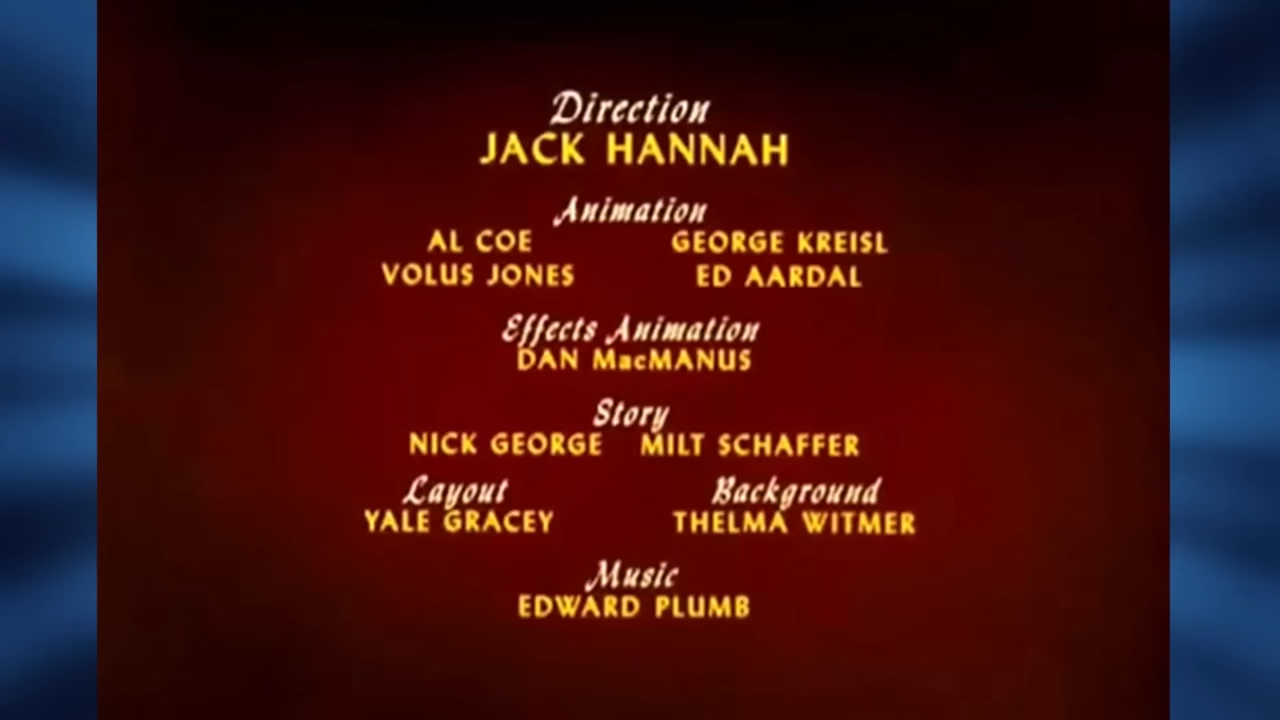 Direction
JACK HANNAH
Animation
AL COE GEORGE KREISL
VOLUS JONES ED AARDAL
Effects Animation
DAN MacMANUS
Story
NICK GEORGE MILT SCHAFFER
Layout Background
YALE GRACEY THELMA WITMER
Music
EDWARD PLUMB